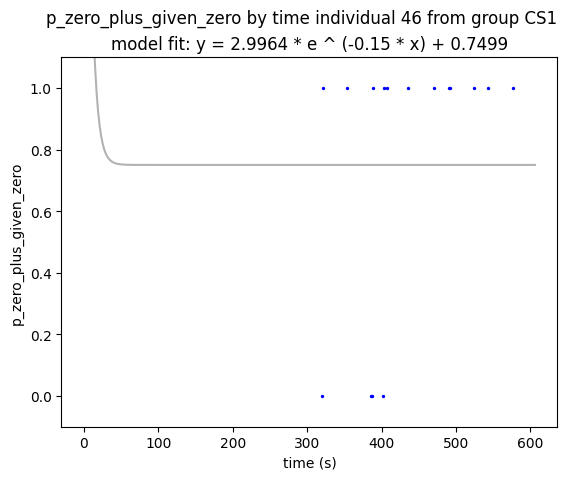 p_zero_plus_given_zero by time individual 46 from group CS1
model fit: y = 2.9964 * e ^ (-0.15 * x) + 0.7499
1.0
0.8
0.6
0.4
0.2
0.0
p_zero_plus_given_zero
0 100 200 300 400 500 600
time (s)